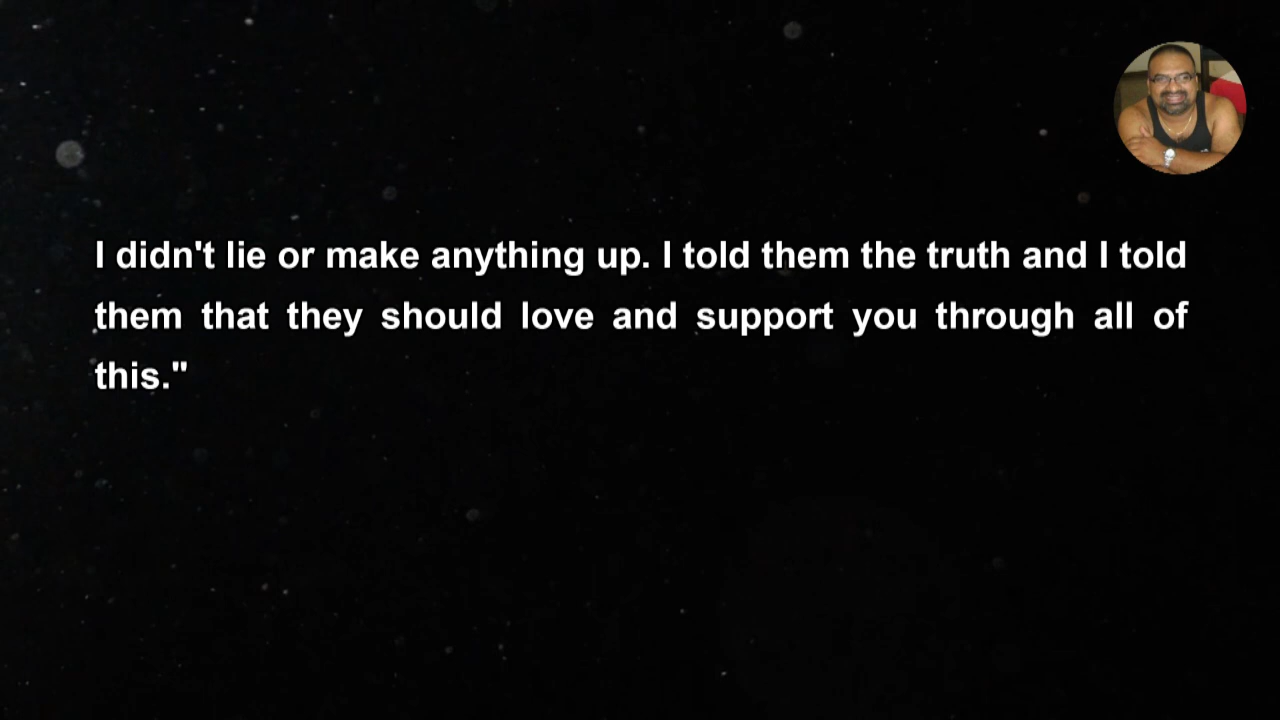 I didn't lie or make anything up. I told them the truth and I told
them that they should love and support you through all of
this."